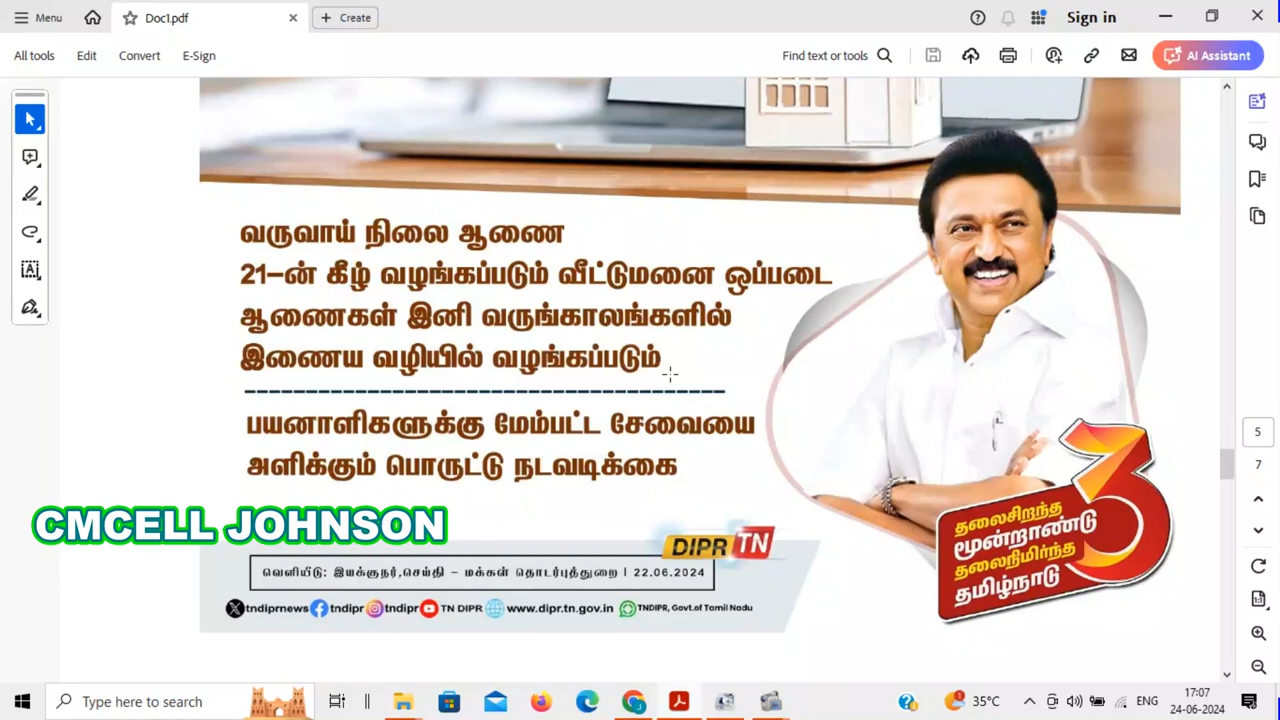 Menu
Doc1.pdf
Create
Sign in
All tools
Edit
Convert
E-Sign
Find text or tools
AI Assistant
வருவாய் நிலை ஆணை
21-ன் கீழ் வழங்கப்படும் வீட்டுமனை ஒப்படை
ஆணைகள் இனி வருங்காலங்களில்
இணைய வழியில் வழங்கப்படும்
பயனாளிகளுக்கு மேம்பட்ட சேவையை
அளிக்கும் பொருட்டு நடவடிக்கை
5
7
CMCELL JOHNSON
3
தலைசிறந்த
மூன்றாண்டு
தலைநிமிர்ந்த
தமிழ்நாடு
DIPR TN
வெளியீடு: இயக்குநர்,செய்தி - மக்கள் தொடர்புத்துறை | 22.06.2024
tndiprnews tndipr tndipr TN DIPR www.dipr.tn.gov.in TNDIPR, Govt.of Tamil Nadu
Type here to search
1
35°C
ENG
17:07
24-06-2024